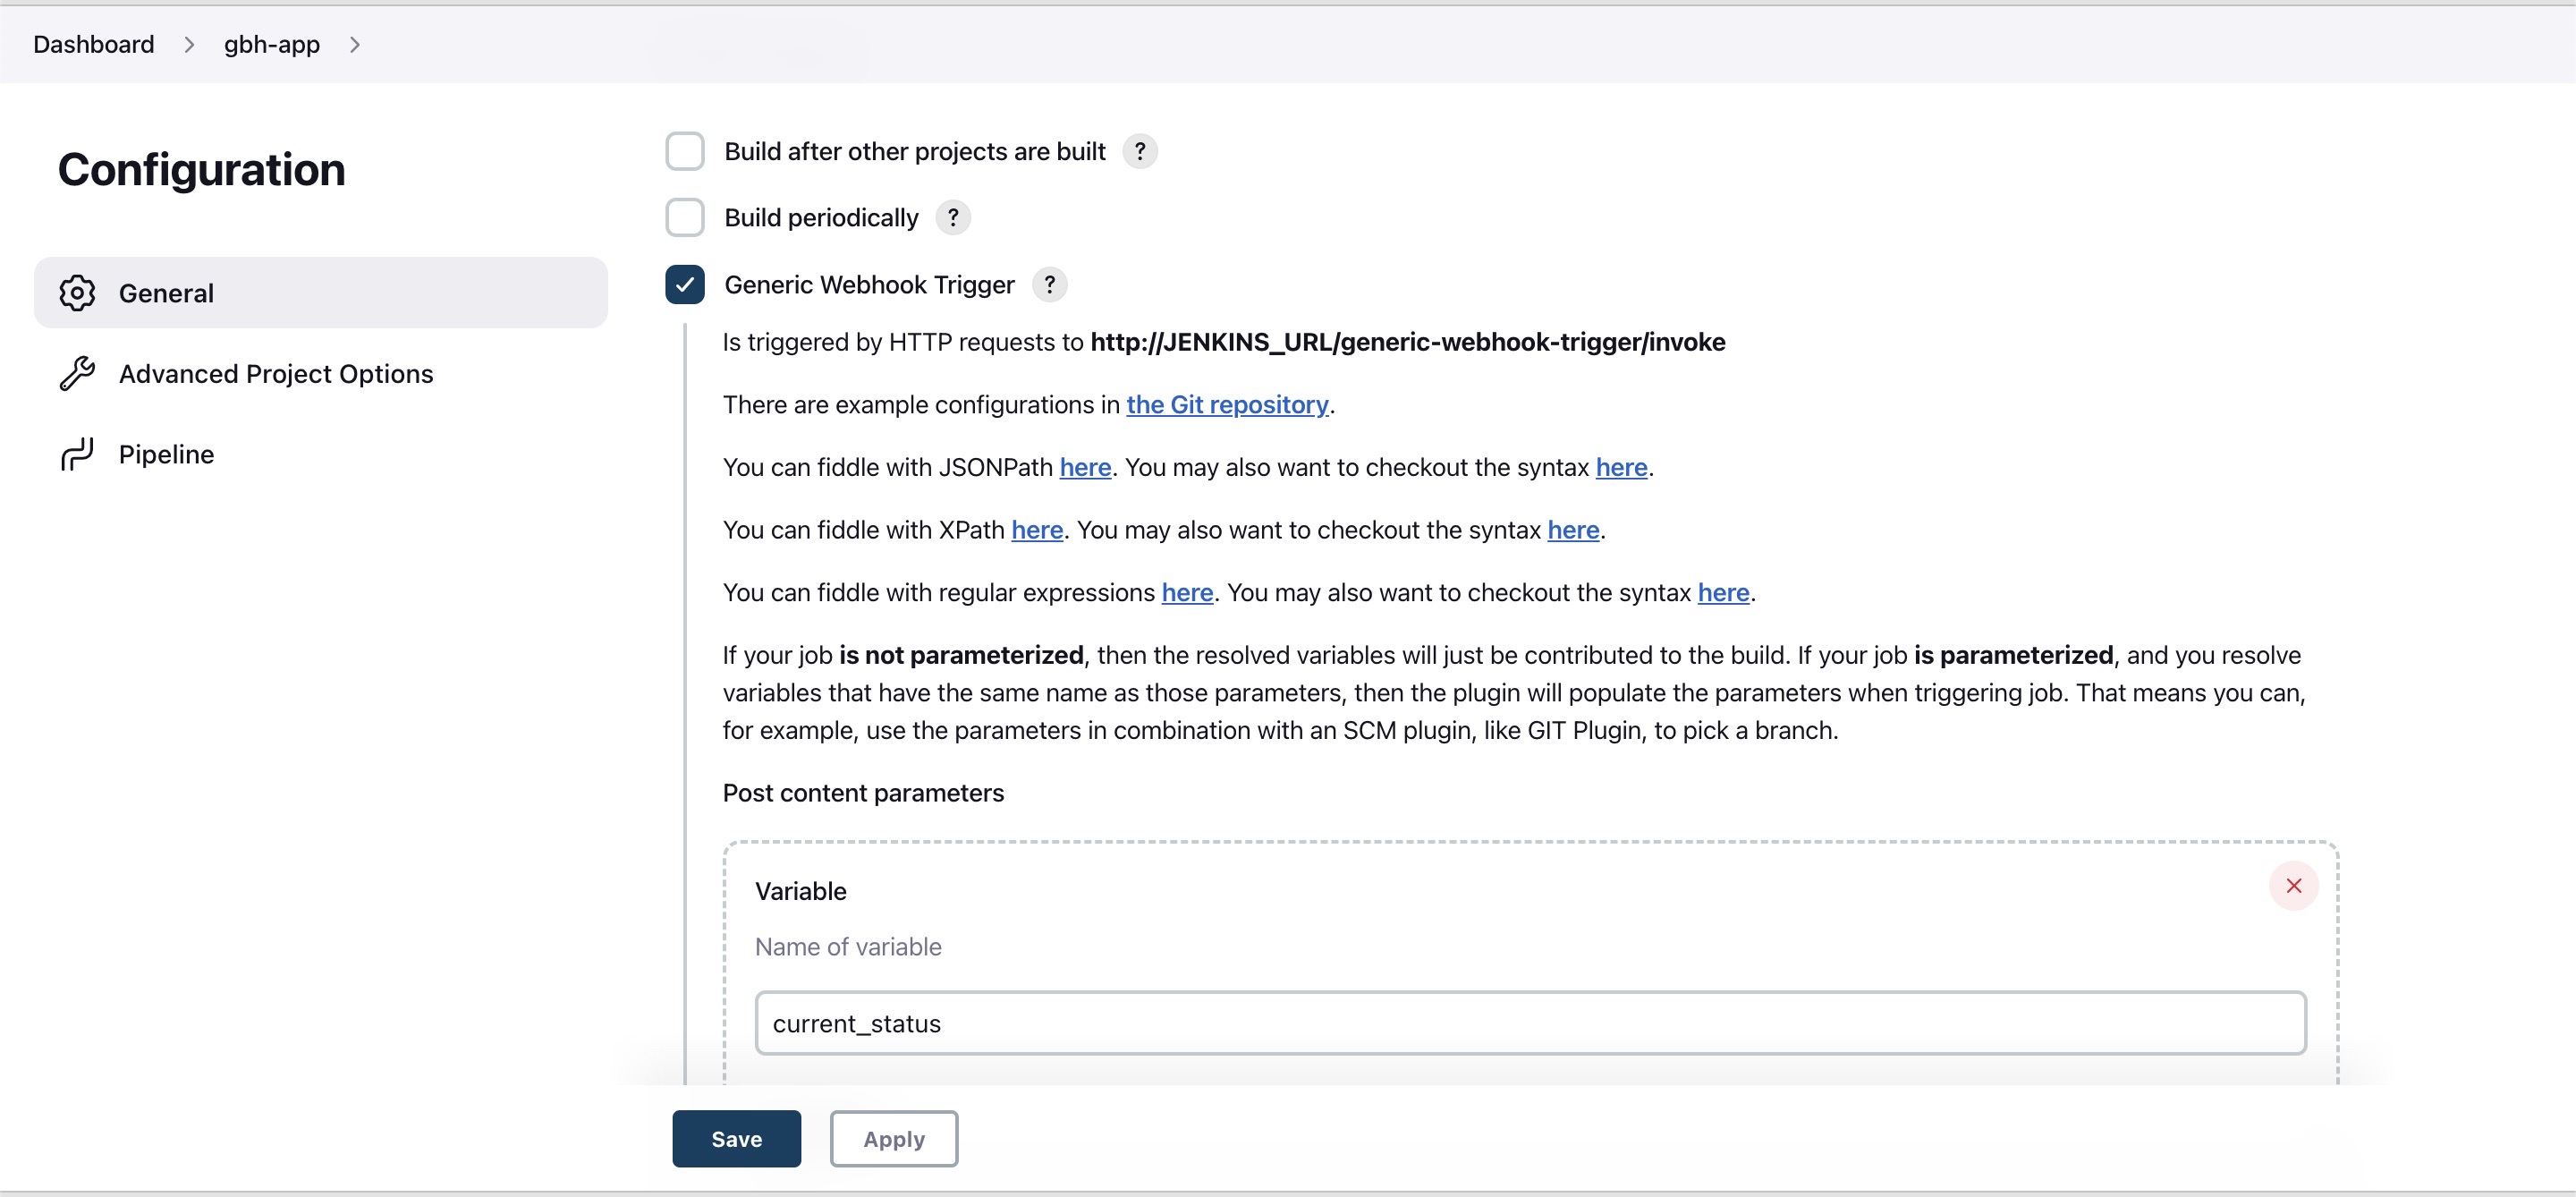 Dashboard > gbh-app >
Configuration
General
Advanced Project Options
Pipeline
Build after other projects are built ?
Build periodically ?
Generic Webhook Trigger ?
Is triggered by HTTP requests to http://JENKINS_URL/generic-webhook-trigger/invoke
There are example configurations in the Git repository.
You can fiddle with JSONPath here. You may also want to checkout the syntax here.
You can fiddle with XPath here. You may also want to checkout the syntax here.
You can fiddle with regular expressions here. You may also want to checkout the syntax here.
If your job is not parameterized, then the resolved variables will just be contributed to the build. If your job is parameterized, and you resolve
variables that have the same name as those parameters, then the plugin will populate the parameters when triggering job. That means you can,
for example, use the parameters in combination with an SCM plugin, like GIT Plugin, to pick a branch.
Post content parameters
Variable
Name of variable
current_status
Save
Apply